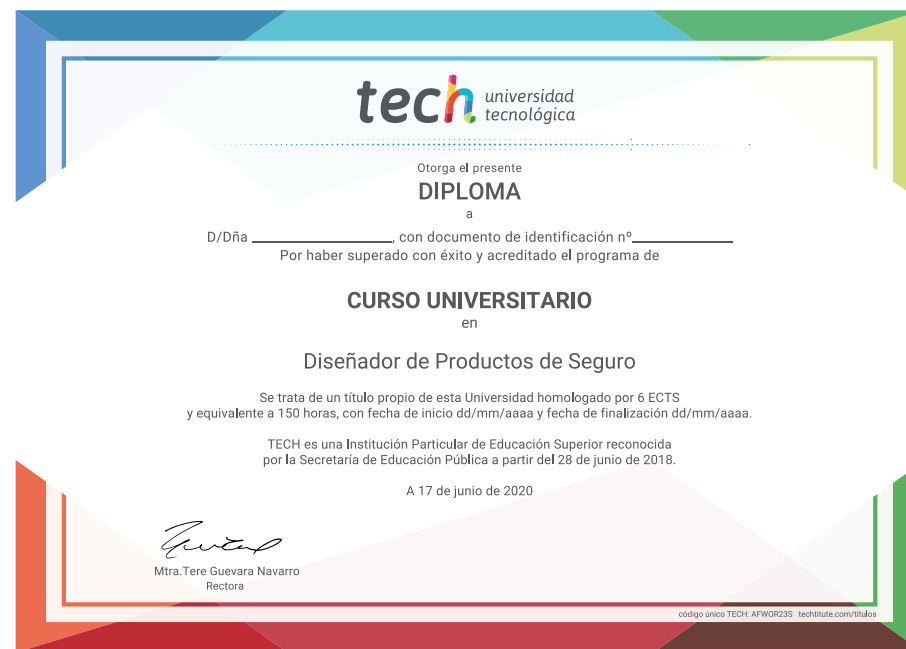 tech universidad
tecnológica
Otorga el presente
DIPLOMA
a
D/Dña ____________________, con documento de identificación nº______________
Por haber superado con éxito y acreditado el programa de
CURSO UNIVERSITARIO
en
Diseñador de Productos de Seguro
Se trata de un título propio de esta Universidad homologado por 6 ECTS
y equivalente a 150 horas, con fecha de inicio dd/mm/aaaa y fecha de finalización dd/mm/aaaa.
TECH es una Institución Particular de Educación Superior reconocida
por la Secretaría de Educación Pública a partir del 28 de junio de 2018.
A 17 de junio de 2020
Mtra.Tere Guevara Navarro
Rectora
código único TECH: AFWOR23S techtitute.com/titulos